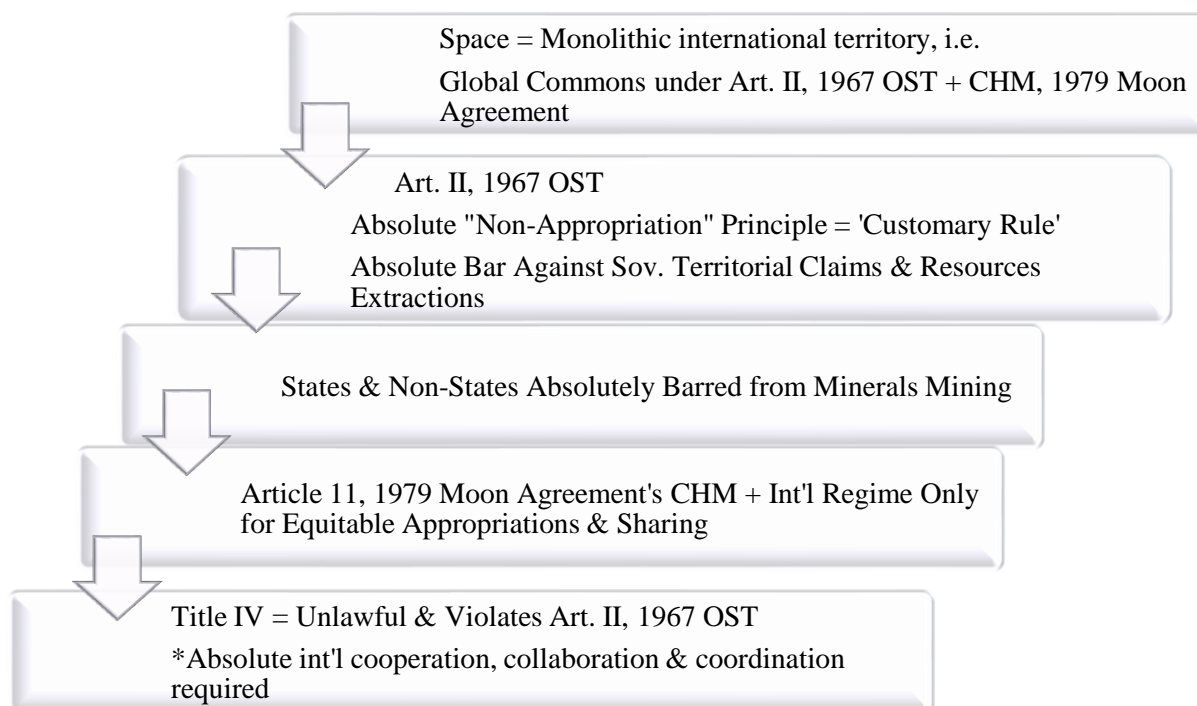 Space = Monolithic international territory, i.e.
Global Commons under Art. II, 1967 OST + CHM, 1979 Moon
Agreement
Art. II, 1967 OST
Absolute "Non-Appropriation" Principle = 'Customary Rule'
Absolute Bar Against Sov. Territorial Claims & Resources
Extractions
States & Non-States Absolutely Barred from Minerals Mining
Article 11, 1979 Moon Agreement's CHM + Int'l Regime Only
for Equitable Appropriations & Sharing
Title IV = Unlawful & Violates Art. II, 1967 OST
*Absolute int'l cooperation, collaboration & coordination
required